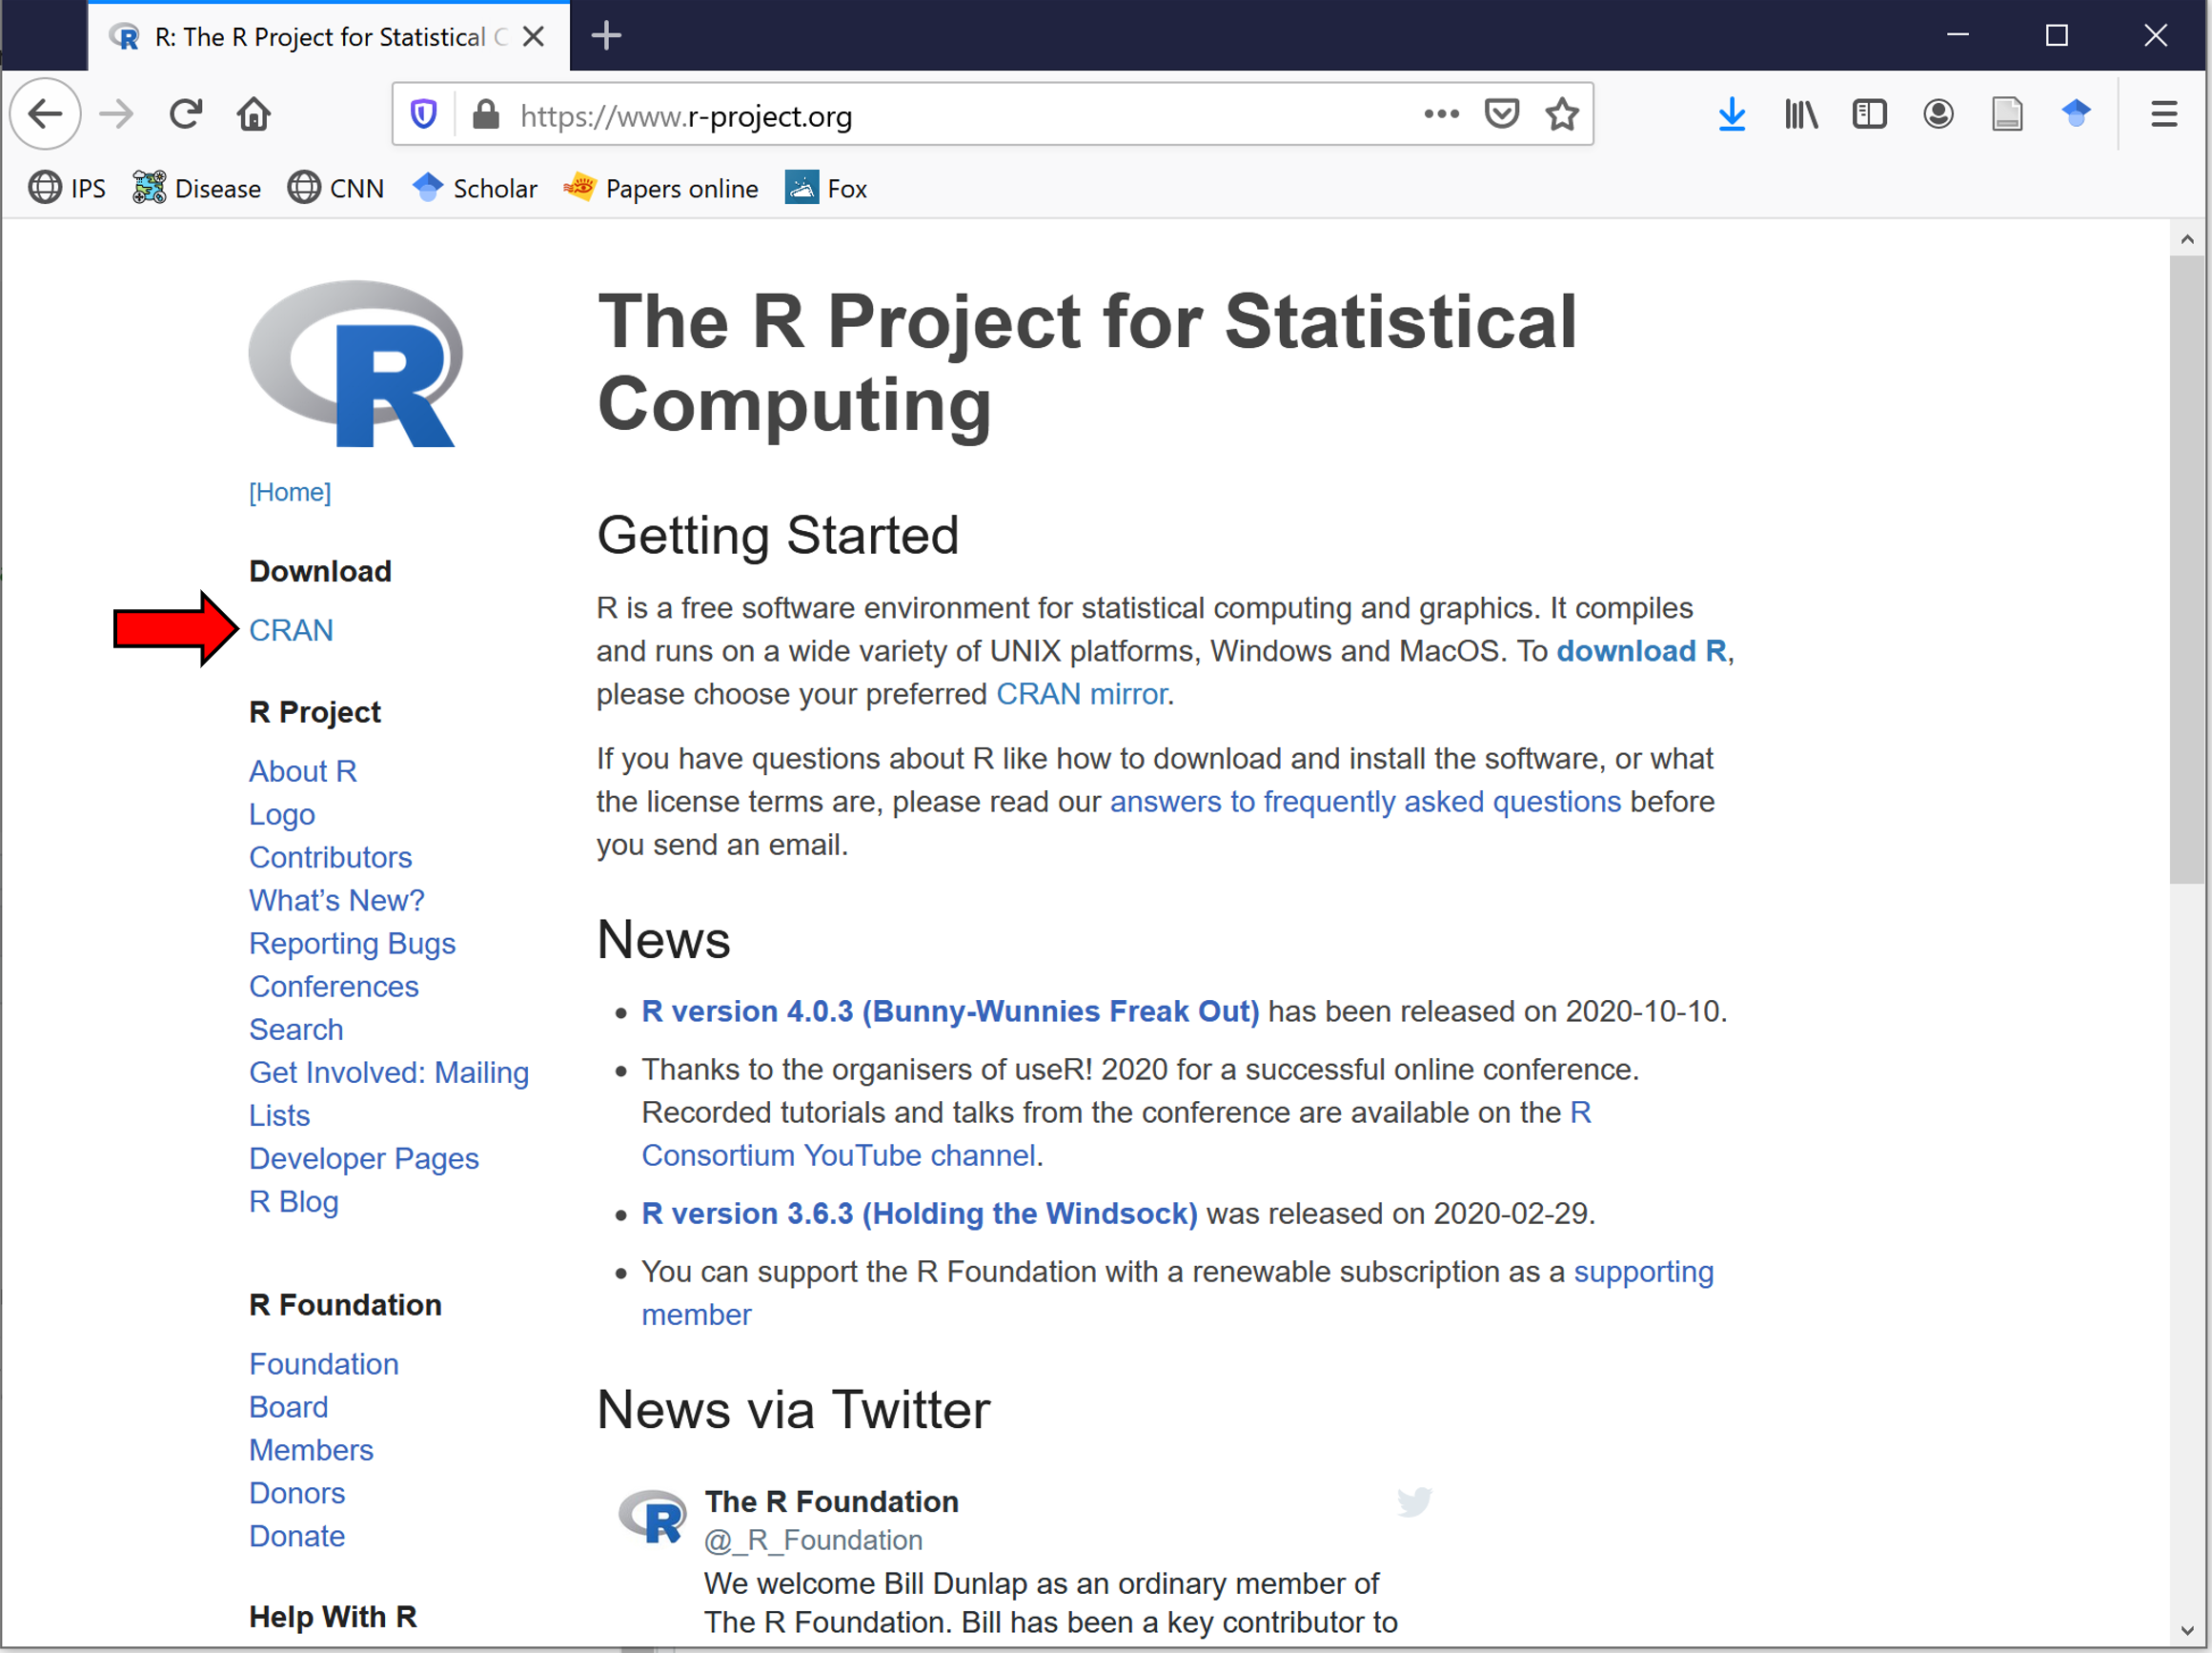 R: The R Project for Statistical C
https://www.r-project.org
IPS Disease CNN Scholar Papers online Fox
R
[Home]
Download
CRAN
R Project
About R
Logo
Contributors
What's New?
Reporting Bugs
Conferences
Search
Get Involved: Mailing
Lists
Developer Pages
R Blog
R Foundation
Foundation
Board
Members
Donors
Donate
Help With R
The R Project for Statistical
Computing
Getting Started
R is a free software environment for statistical computing and graphics. It compiles
and runs on a wide variety of UNIX platforms, Windows and MacOS. To download R,
please choose your preferred CRAN mirror.
If you have questions about R like how to download and install the software, or what
the license terms are, please read our answers to frequently asked questions before
you send an email.
News
• R version 4.0.3 (Bunny-Wunnies Freak Out) has been released on 2020-10-10.
• Thanks to the organisers of useR! 2020 for a successful online conference.
Recorded tutorials and talks from the conference are available on the R
Consortium YouTube channel.
• R version 3.6.3 (Holding the Windsock) was released on 2020-02-29.
• You can support the R Foundation with a renewable subscription as a supporting
member
News via Twitter
R
The R Foundation
@_R_Foundation
We welcome Bill Dunlap as an ordinary member of
The R Foundation. Bill has been a key contributor to